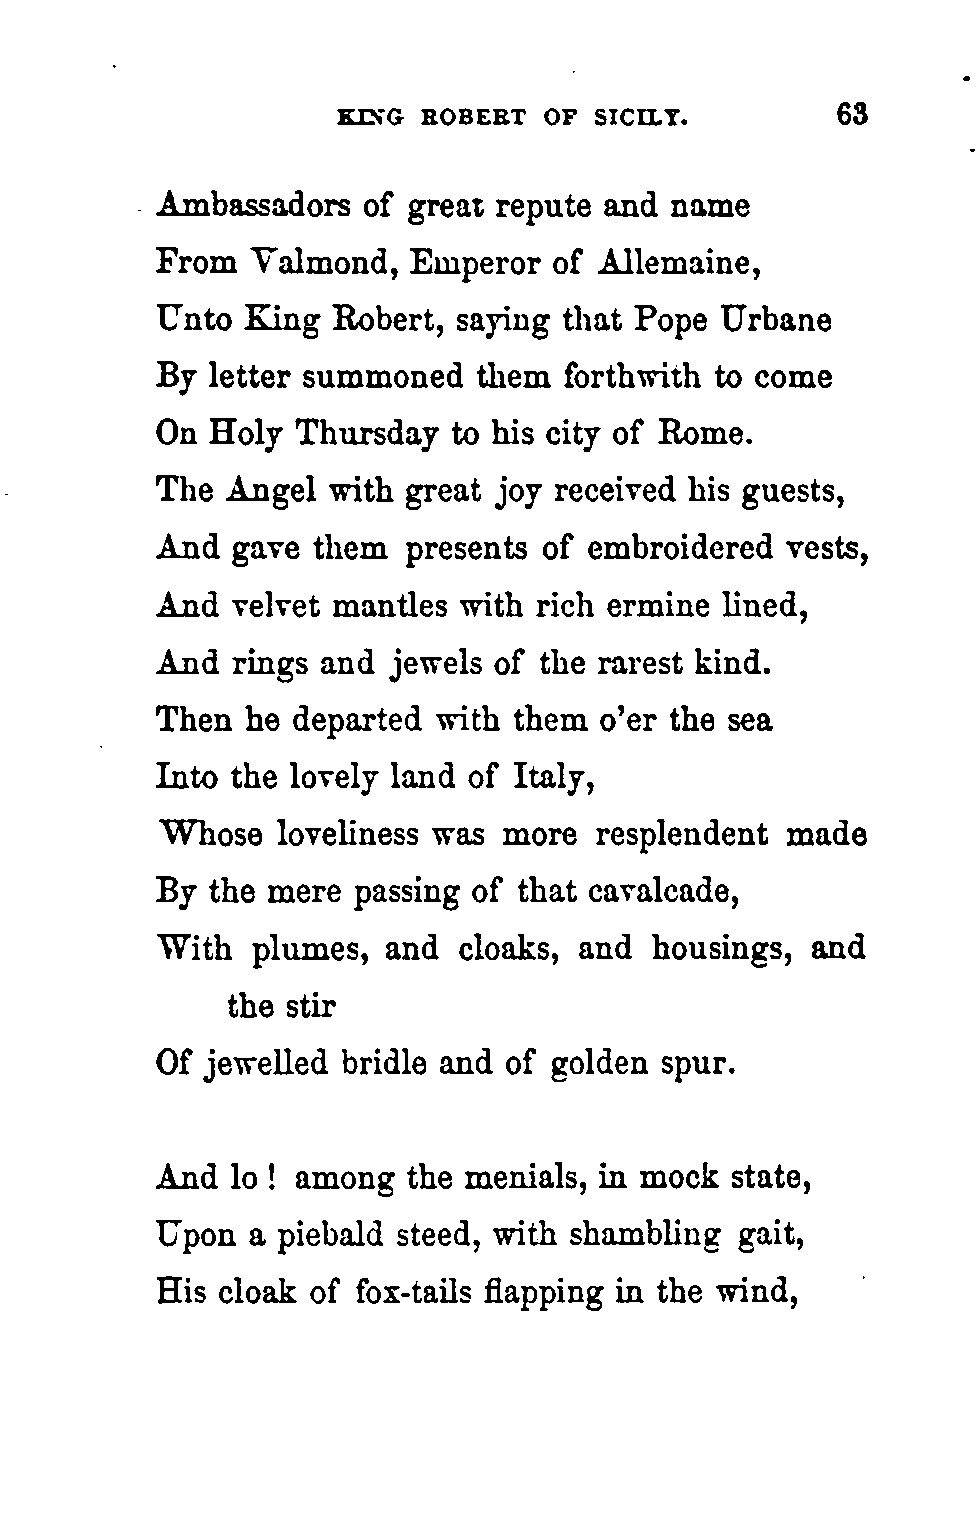 KING ROBERT OF SICILY. 63
Ambassadors of great repute and name
From Valmond, Emperor of Allemaine,
Unto King Robert, saying that Pope Urbane
By letter summoned them forthwith to come
On Holy Thursday to his city of Rome.
The Angel with great joy received his guests,
And gave them presents of embroidered vests,
And velvet mantles with rich ermine lined,
And rings and jewels of the rarest kind.
Then he departed with them o'er the sea
Into the lovely land of Italy,
Whose loveliness was more resplendent made
By the mere passing of that cavalcade,
With plumes, and cloaks, and housings, and
the stir
Of jewelled bridle and of golden spur.
And lo! among the menials, in mock state,
Upon a piebald steed, with shambling gait,
His cloak of fox-tails flapping in the wind,